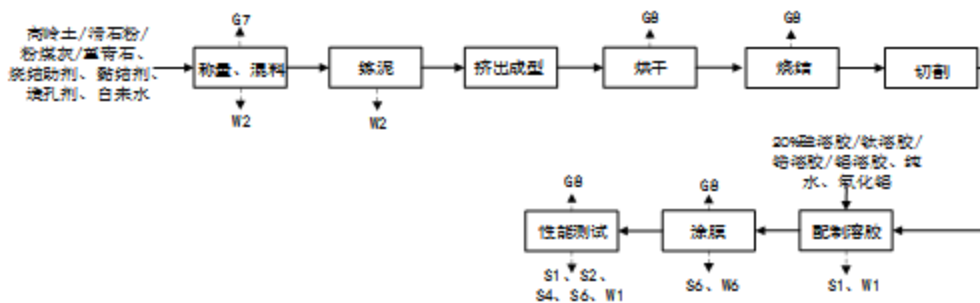 G7
G8
G8
高岭土/滑石粉/
粉煤灰/堇青石、
烧结助剂、黏结剂、
造孔剂、自来水
称量、混料
炼泥
挤出成型
烘干
烧结
切割
W2
W2
20%硅溶胶/钛溶胶/
锆溶胶/铝溶胶、纯
水、氧化铝
G8
G8
性能测试
涂膜
配制溶胶
S1、S2、
S4、S6、W1
S6、W6
S1、W1